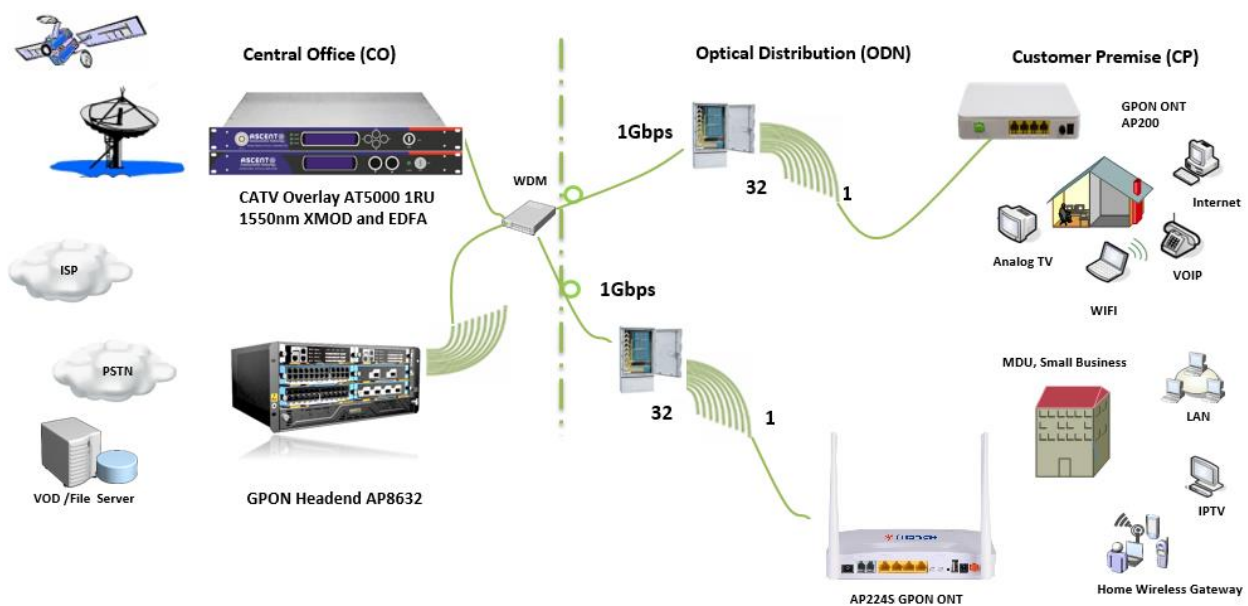 Central Office (CO)
Optical Distribution (ODN)
Customer Premise (CP)
ASCENT
ASCENT
CATV Overlay AT5000 1RU
1550nm XMOD and EDFA
WDM
1Gbps
32
1
GPON ONT
AP200
Internet
Analog TV
VOIP
WIFI
ISP
1Gbps
PSTN
32
1
MDU, Small Business
LAN
VOD /File Server
GPON Headend AP8632
IPTV
AP224S GPON ONT
Home Wireless Gateway